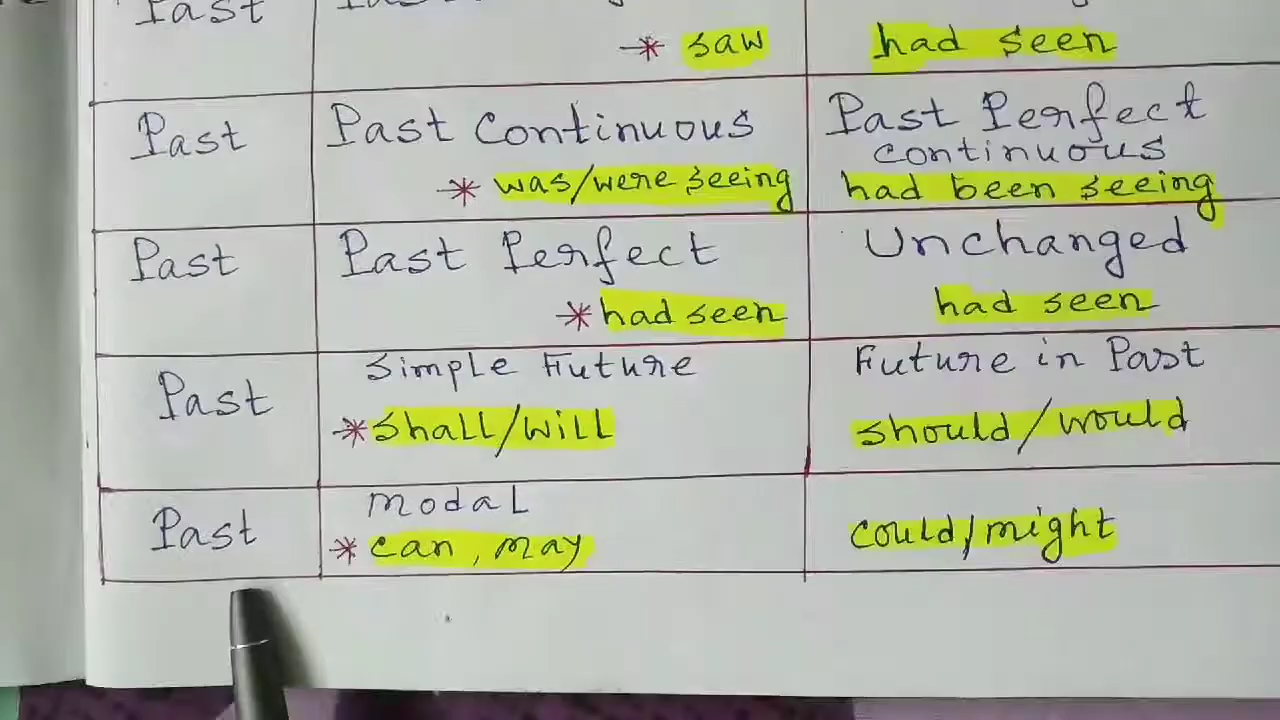 Past
* saw had seen
Past Past Continuous Past Perfect
continuous
* was/were seeing had been seeing
Past Past Perfect Unchanged
* had seen had seen
Past Simple Future Future in Past
* shall/will should/would
Past Modal could/might
* can, may